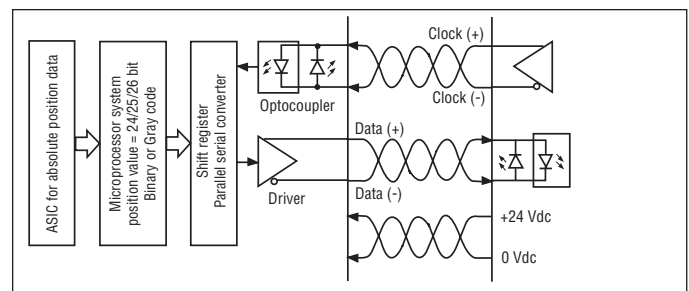 ASIC for absolute position data
Microprocessor system
position value = 24/25/26 bit
Binary or Gray code
Shift register
Parallel serial converter
Optocoupler
Driver
Clock (+)
Clock (-)
Data (+)
Data (-)
+24 Vdc
0 Vdc